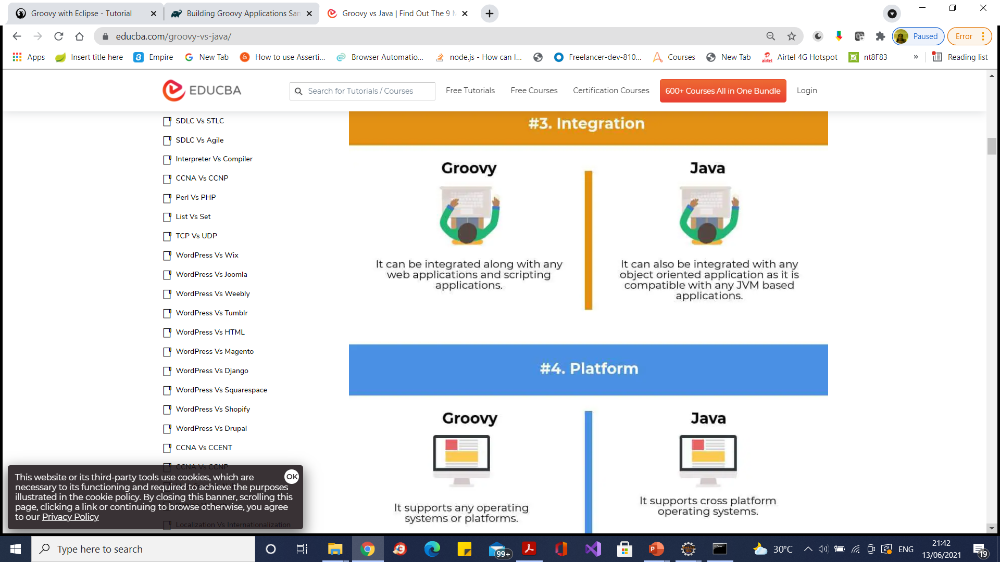 Groovy with Eclipse - Tutorial
Building Groovy Applications Sam
Groovy vs Java | Find Out The 9
educba.com/groovy-vs-java/
Paused
Error
Apps
Insert title here
Empire
New Tab
How to use Asserti...
Browser Automatio...
node.js - How can I...
Freelancer-dev-810...
Courses
New Tab
Airtel 4G Hotspot
nt8F83
»
Reading list
EDUCBA
Search for Tutorials / Courses
Free Tutorials
Free Courses
Certification Courses
600+ Courses All in One Bundle
Login
SDLC Vs STLC
SDLC Vs Agile
Interpreter Vs Compiler
CCNA Vs CCNP
Perl Vs PHP
List Vs Set
TCP Vs UDP
WordPress Vs Wix
WordPress Vs Joomla
WordPress Vs Weebly
WordPress Vs Tumblr
WordPress Vs HTML
WordPress Vs Magento
WordPress Vs Django
WordPress Vs Squarespace
WordPress Vs Shopify
WordPress Vs Drupal
CCNA Vs CCENT
CCNA Vs CCNP
Localization Vs Internationalization
#3. Integration
Groovy
It can be integrated along with any
web applications and scripting
applications.
Java
It can also be integrated with any
object oriented application as it is
compatible with any JVM based
applications.
#4. Platform
Groovy
It supports any operating
systems or platforms.
Java
It supports cross platform
operating systems.
This website or its third-party tools use cookies, which are
necessary to its functioning and required to achieve the purposes
illustrated in the cookie policy. By closing this banner, scrolling this
page, clicking a link or continuing to browse otherwise, you agree
to our Privacy Policy
OK
Type here to search
99+
30°C
ENG
21:42
13/06/2021
19